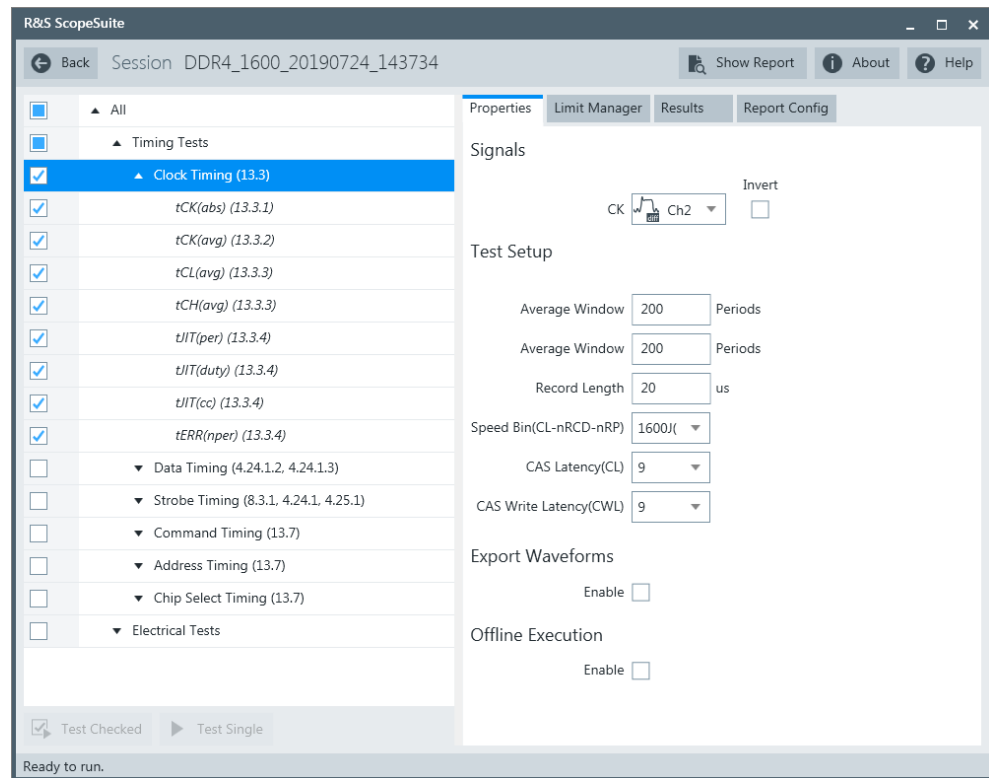 R&S ScopeSuite
Back Session DDR4_1600_20190724_143734 Show Report About Help
All
Timing Tests
Clock Timing (13.3)
tCK(abs) (13.3.1)
tCK(avg) (13.3.2)
tCL(avg) (13.3.3)
tCH(avg) (13.3.3)
tJIT(per) (13.3.4)
tJIT(duty) (13.3.4)
tJIT(cc) (13.3.4)
tERR(nper) (13.3.4)
Data Timing (4.24.1.2, 4.24.1.3)
Strobe Timing (8.3.1, 4.24.1, 4.25.1)
Command Timing (13.7)
Address Timing (13.7)
Chip Select Timing (13.7)
Electrical Tests
Test Checked Test Single
Properties Limit Manager Results Report Config
Signals
Invert
CK diff Ch2
Test Setup
Average Window 200 Periods
Average Window 200 Periods
Record Length 20 us
Speed Bin(CL-nRCD-nRP) 1600J(
CAS Latency(CL) 9
CAS Write Latency(CWL) 9
Export Waveforms
Enable
Offline Execution
Enable
Ready to run.